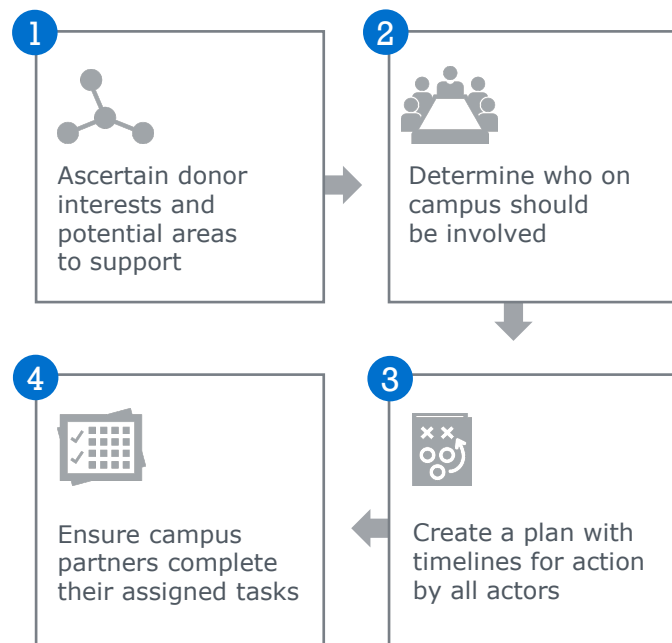 1
Ascertain donor
interests and
potential areas
to support
2
Determine who on
campus should
be involved
3
Create a plan with
timelines for action
by all actors
4
Ensure campus
partners complete
their assigned tasks